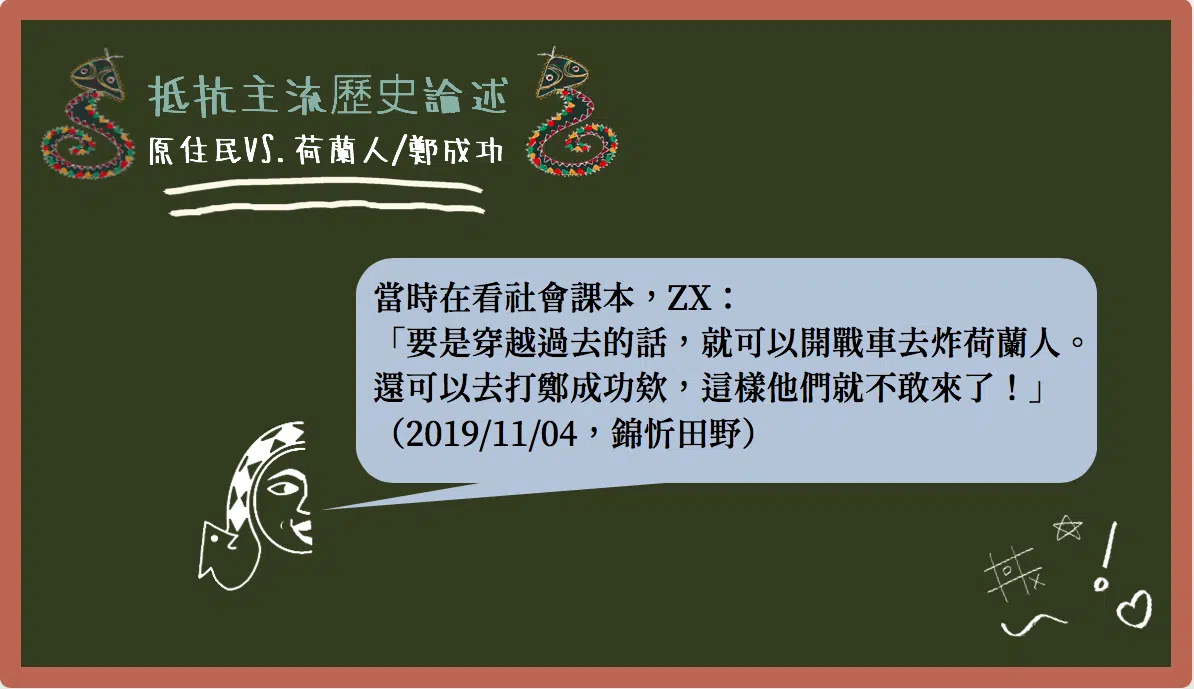 抵抗主流歷史論述
原住民VS.荷蘭人/鄭成功
當時在看社會課本，ZX：
「要是穿越過去的話，就可以開戰車去炸荷蘭人。
還可以去打鄭成功欸，這樣他們就不敢來了！」
（2019/11/04，錦忻田野）